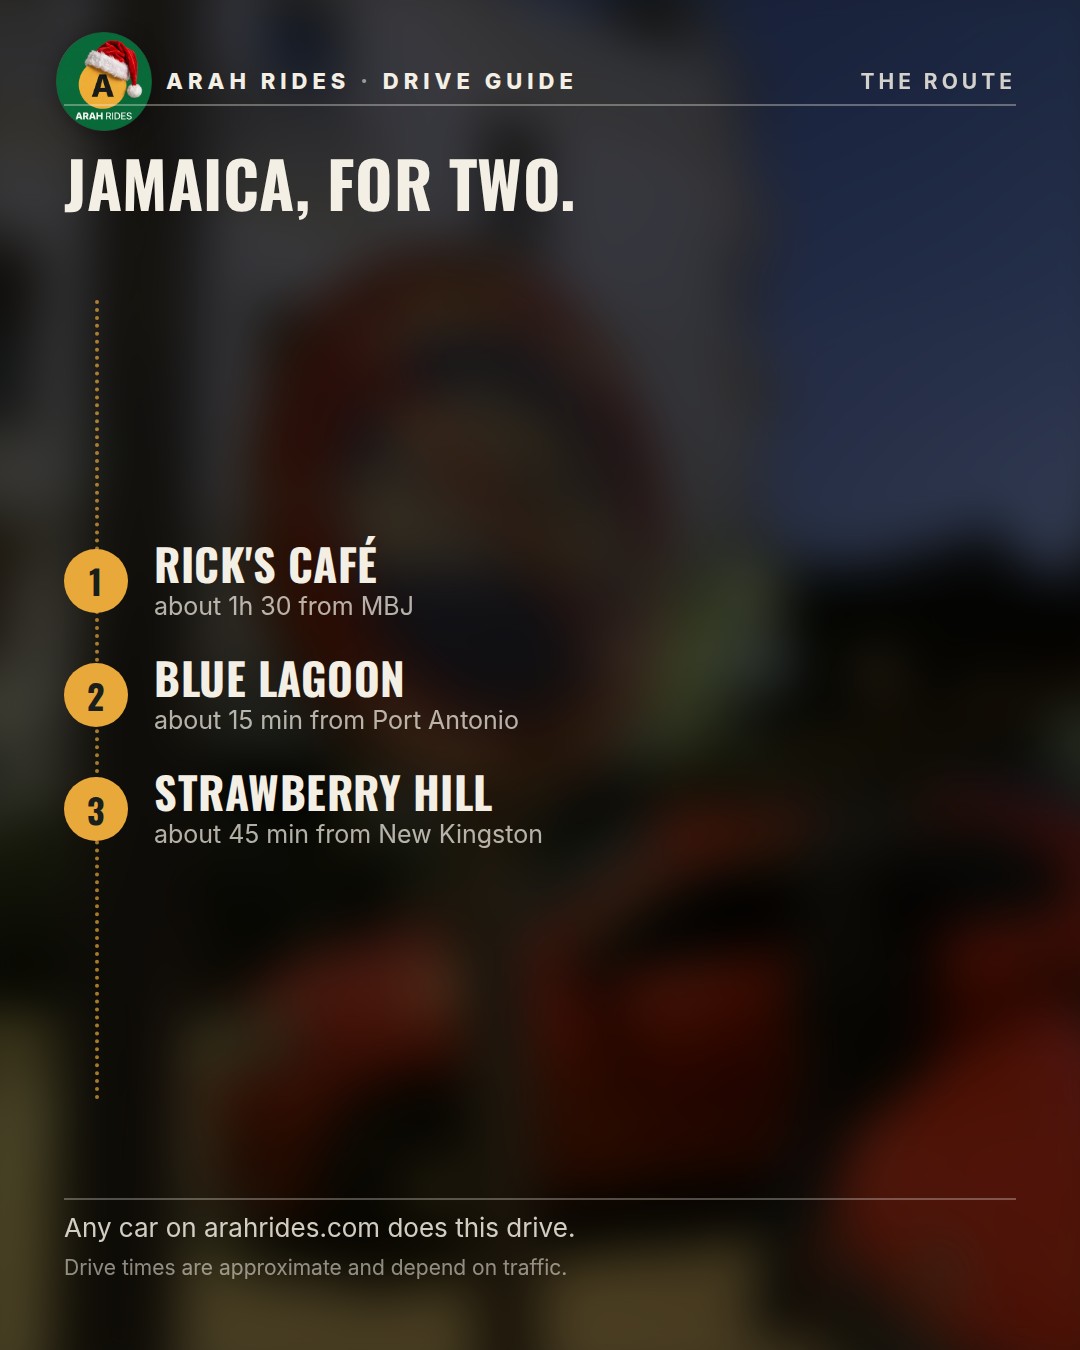 A
ARAH RIDES
ARAH RIDES · DRIVE GUIDE
THE ROUTE
JAMAICA, FOR TWO.
1
RICK'S CAFÉ
about 1h 30 from MBJ
2
BLUE LAGOON
about 15 min from Port Antonio
3
STRAWBERRY HILL
about 45 min from New Kingston
Any car on arahrides.com does this drive.
Drive times are approximate and depend on traffic.